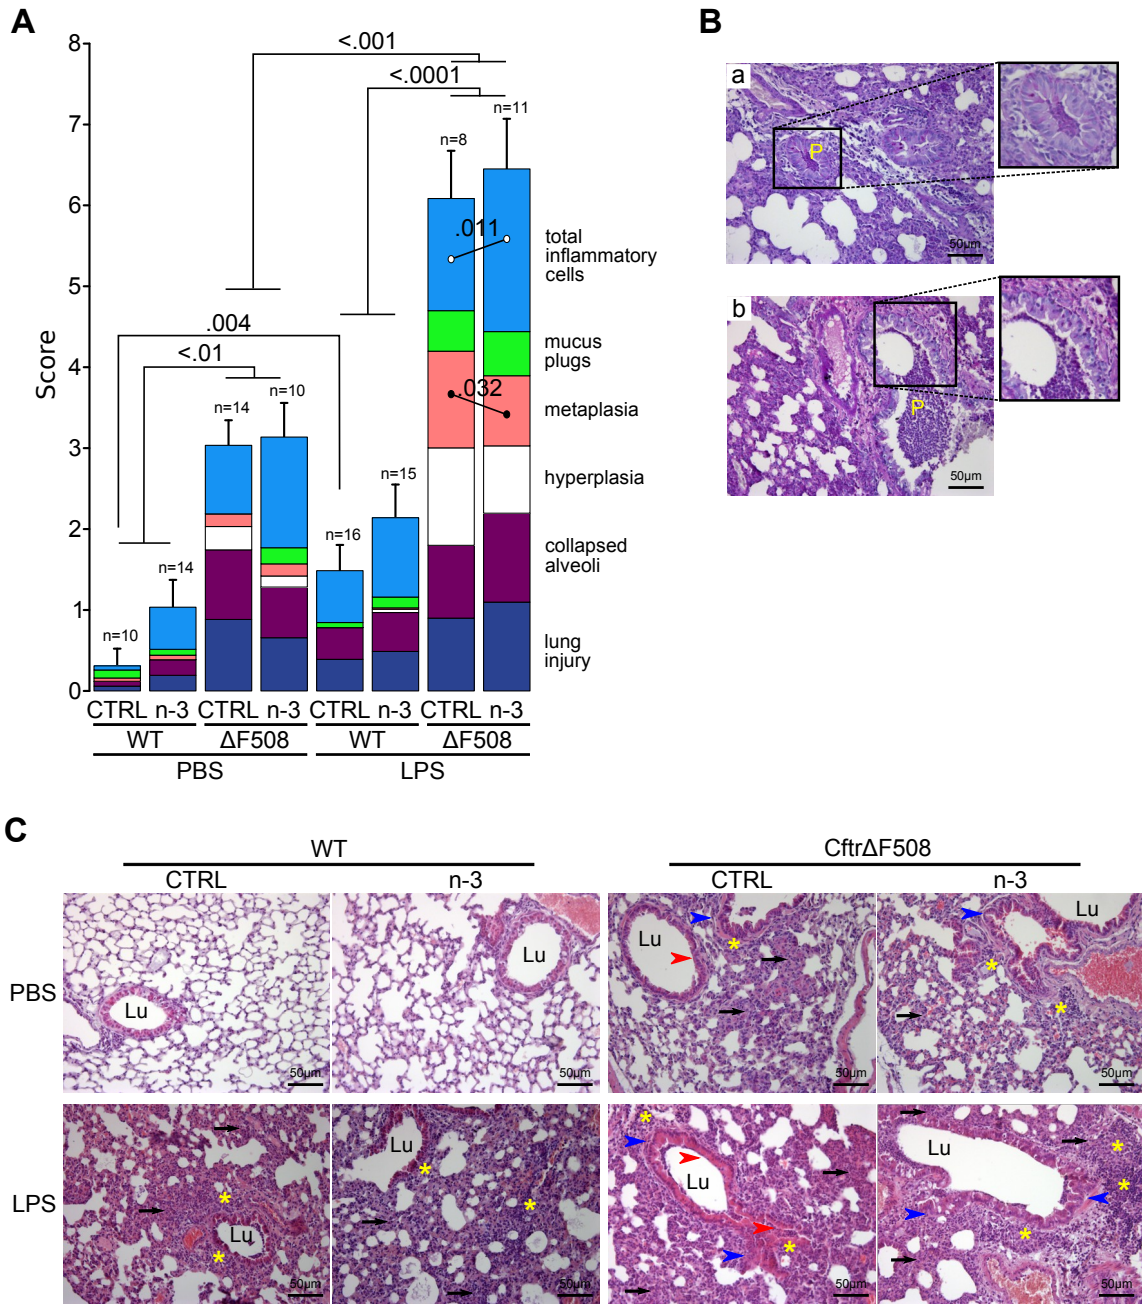 A
B
Score
8
7
6
5
4
3
2
1
0
<.001
<.0001
n=11
n=8
.011
.004
<.01
n=10
n=14
.032
n=15
n=16
n=14
n=10
total
inflammatory
cells
mucus
plugs
metaplasia
hyperplasia
collapsed
alveoli
lung
injury
CTRL n-3 CTRL n-3 CTRL n-3 CTRL n-3
WT ΔF508 WT ΔF508
PBS LPS
a
P
50µm
b
P
50µm
C
WT CftrΔF508
CTRL n-3 CTRL n-3
PBS
Lu
50µm
Lu
50µm
Lu
*
50µm
Lu
*
*
50µm
LPS
*
Lu
*
50µm
Lu
*
*
50µm
*
Lu
*
50µm
Lu
*
*
*
50µm